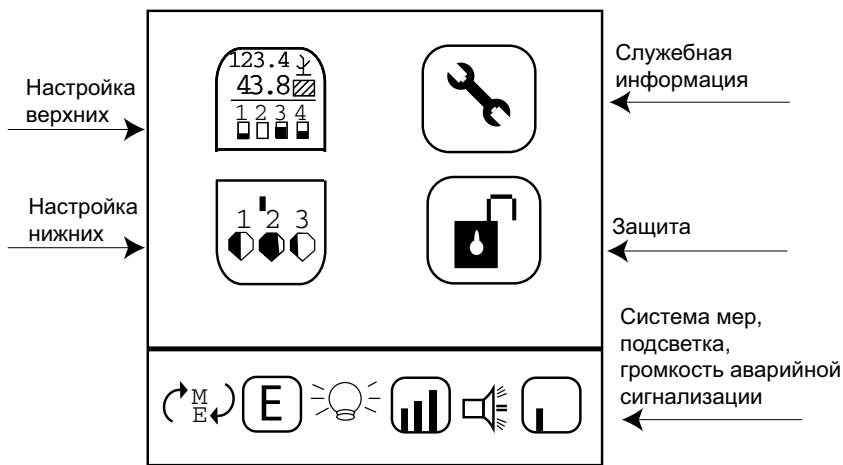 Настройка
верхних
123.4
43.8
1 2 3 4
Служебная
информация
Настройка
нижних
1 2 3
Защита
Система мер,
подсветка,
громкость аварийной
сигнализации
M
E
E